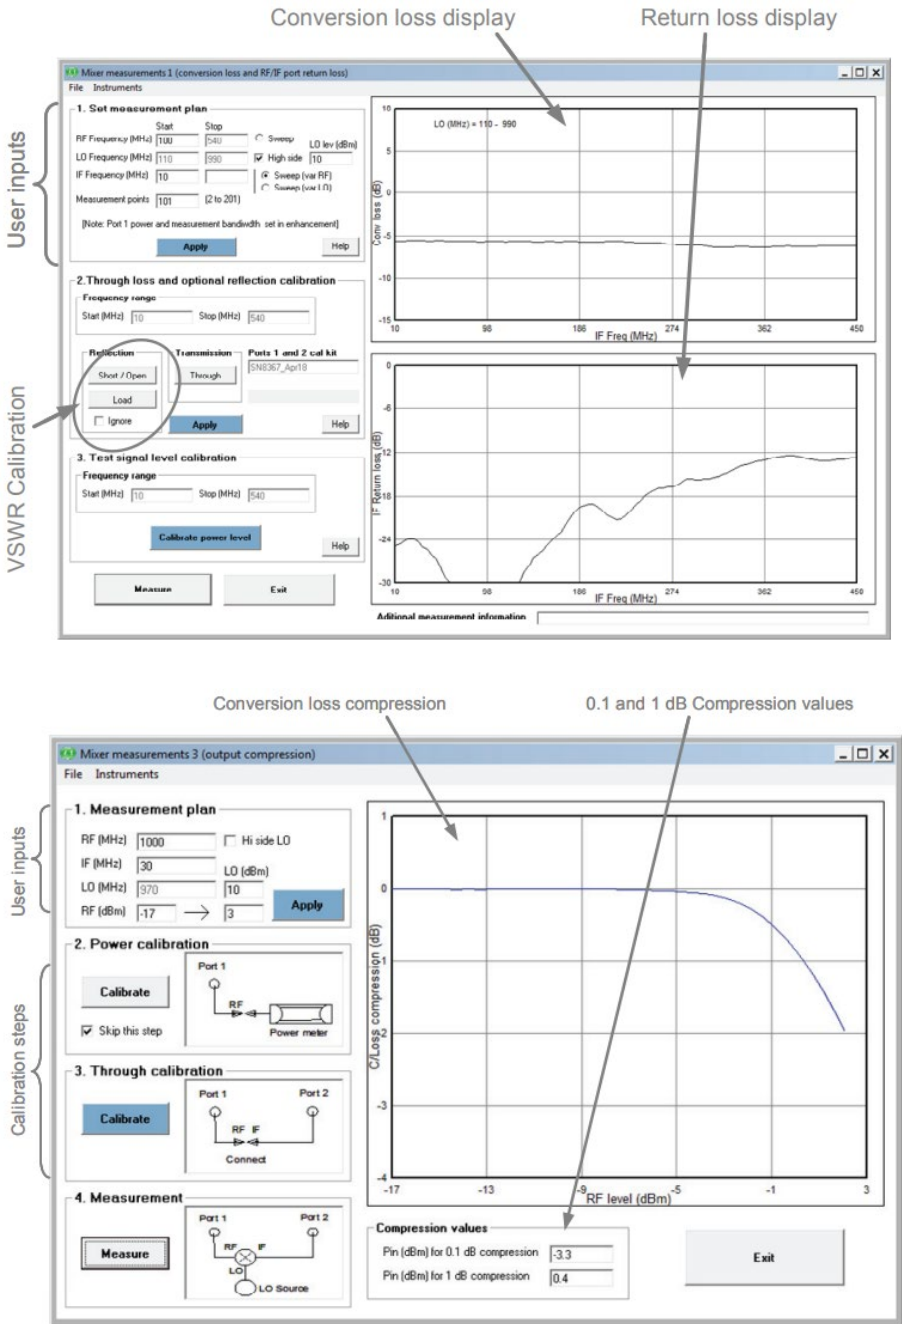 Conversion loss display
Return loss display
Mixer measurements 1 (conversion loss and RF/IF port return loss)
File Instruments
User inputs
1. Set measurement plan
Start Stop
RF Frequency (MHz) 100 540 Sweep LO lev (dBm)
LO Frequency (MHz) 110 990 High side 10
IF Frequency (MHz) 10 Sweep (var RF)
Sweep (var LO)
Measurement points 101 (2 to 201)
[Note: Port 1 power and measurement bandwidth set in enhancement]
Apply Help
2.Through loss and optional reflection calibration
Frequency range
Start (MHz) 10 Stop (MHz) 540
VSWR Calibration
Reflection Transmission Ports 1 and 2 cal kit
Short / Open Through SN8367_Apr18
Load
Ignore Apply Help
3. Test signal level calibration
Frequency range
Start (MHz) 10 Stop (MHz) 540
Calibrate power level
Help
Measure Exit
LO (MHz) = 110 - 990
Conv loss (dB)
10
5
0
-5
-10
-15
10 98 186 274 362 450
IF Freq (MHz)
IF Return loss (dB)
0
-6
-12
-18
-24
-30
10 98 186 274 362 450
IF Freq (MHz)
Aditional measurement information
Conversion loss compression
0.1 and 1 dB Compression values
Mixer measurements 3 (output compression)
File Instruments
User inputs
1. Measurement plan
RF (MHz) 1000 Hi side LO
IF (MHz) 30 LO (dBm)
LO (MHz) 970 10
RF (dBm) -17 → 3 Apply
Calibration steps
2. Power calibration
Calibrate
Skip this step
Port 1
RF
Power meter
3. Through calibration
Calibrate
Port 1 Port 2
RF IF
Connect
4. Measurement
Measure
Port 1 Port 2
RF IF
LO
LO Source
C/Loss compression (dB)
1
0
-1
-2
-3
-4
-17 -13 -9 -5 -1 3
RF level (dBm)
Compression values
Pin (dBm) for 0.1 dB compression -3.3
Pin (dBm) for 1 dB compression 0.4
Exit